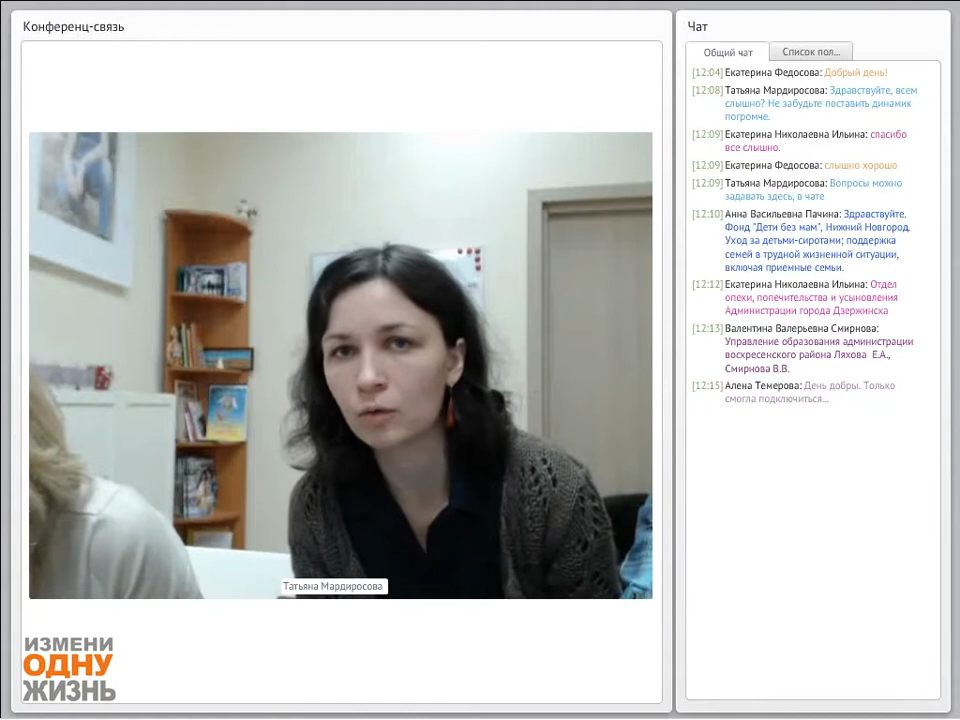 Конференц-связь
Татьяна Мардиросова
ИЗМЕНИ
ОДНУ
ЖИЗНЬ
Чат
Общий чат
Список пол...
[12:04] Екатерина Федосова: Добрый день!
[12:08] Татьяна Мардиросова: Здравствуйте, всем
слышно? Не забудьте поставить динамик
погромче.
[12:09] Екатерина Николаевна Ильина: спасибо
все слышно.
[12:09] Екатерина Федосова: слышно хорошо
[12:09] Татьяна Мардиросова: Вопросы можно
задавать здесь, в чате
[12:10] Анна Васильевна Пачина: Здравствуйте.
Фонд "Дети без мам", Нижний Новгород.
Уход за детьми-сиротами; поддержка
семей в трудной жизненной ситуации,
включая приемные семьи.
[12:12] Екатерина Николаевна Ильина: Отдел
опеки, попечительства и усыновления
Администрации города Дзержинска
[12:13] Валентина Валерьевна Смирнова:
Управление образования администрации
воскресенского района Ляхова Е.А.,
Смирнова В.В.
[12:15] Алена Темерова: День добры. Только
смогла подключиться...